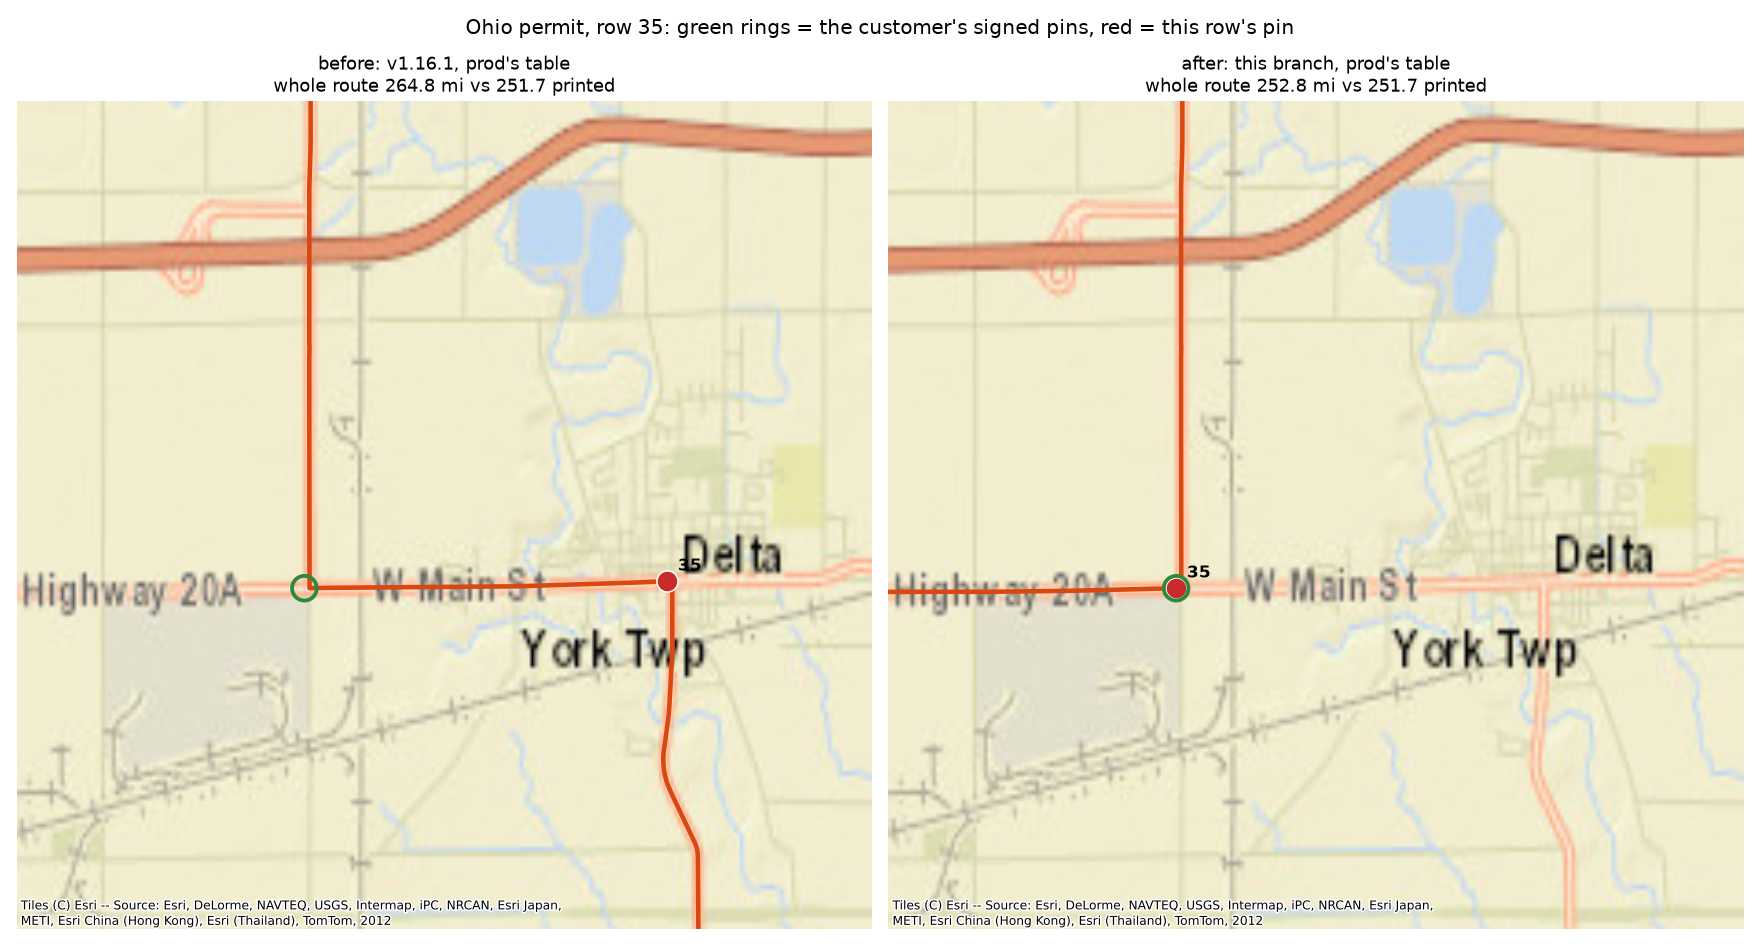 Ohio permit, row 35: green rings = the customer's signed pins, red = this row's pin
before: v1.16.1, prod's table
whole route 264.8 mi vs 251.7 printed
after: this branch, prod's table
whole route 252.8 mi vs 251.7 printed
35
Delta
Highway 20A
W Main St
York Twp
Tiles (C) Esri -- Source: Esri, DeLorme, NAVTEQ, USGS, Intermap, iPC, NRCAN, Esri Japan,
METI, Esri China (Hong Kong), Esri (Thailand), TomTom, 2012
35
Delta
Highway 20A
W Main St
York Twp
Tiles (C) Esri -- Source: Esri, DeLorme, NAVTEQ, USGS, Intermap, iPC, NRCAN, Esri Japan,
METI, Esri China (Hong Kong), Esri (Thailand), TomTom, 2012